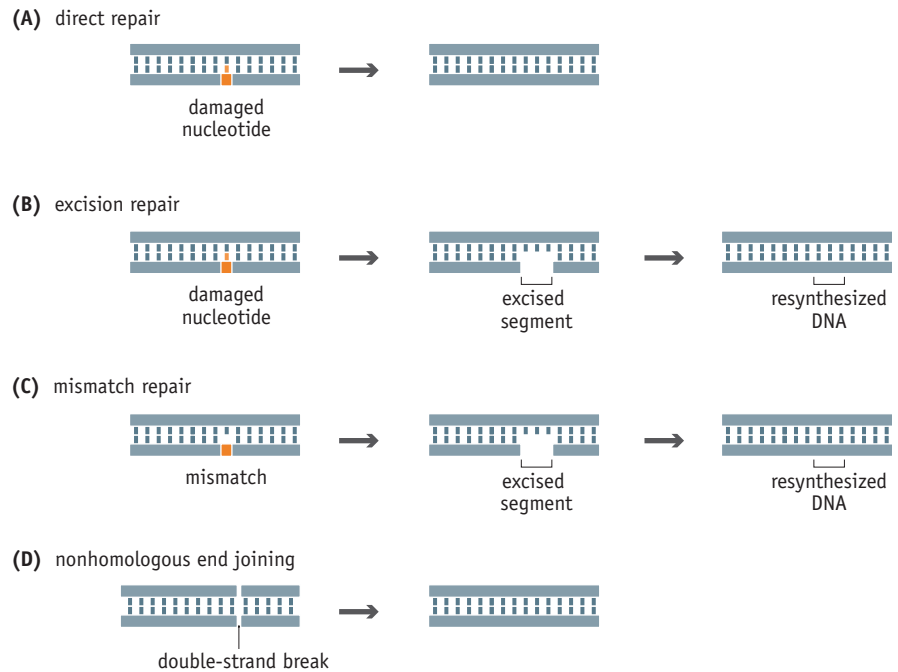 (A) direct repair
damaged
nucleotide
(B) excision repair
damaged
nucleotide
excised
segment
resynthesized
DNA
(C) mismatch repair
mismatch
excised
segment
resynthesized
DNA
(D) nonhomologous end joining
double-strand break